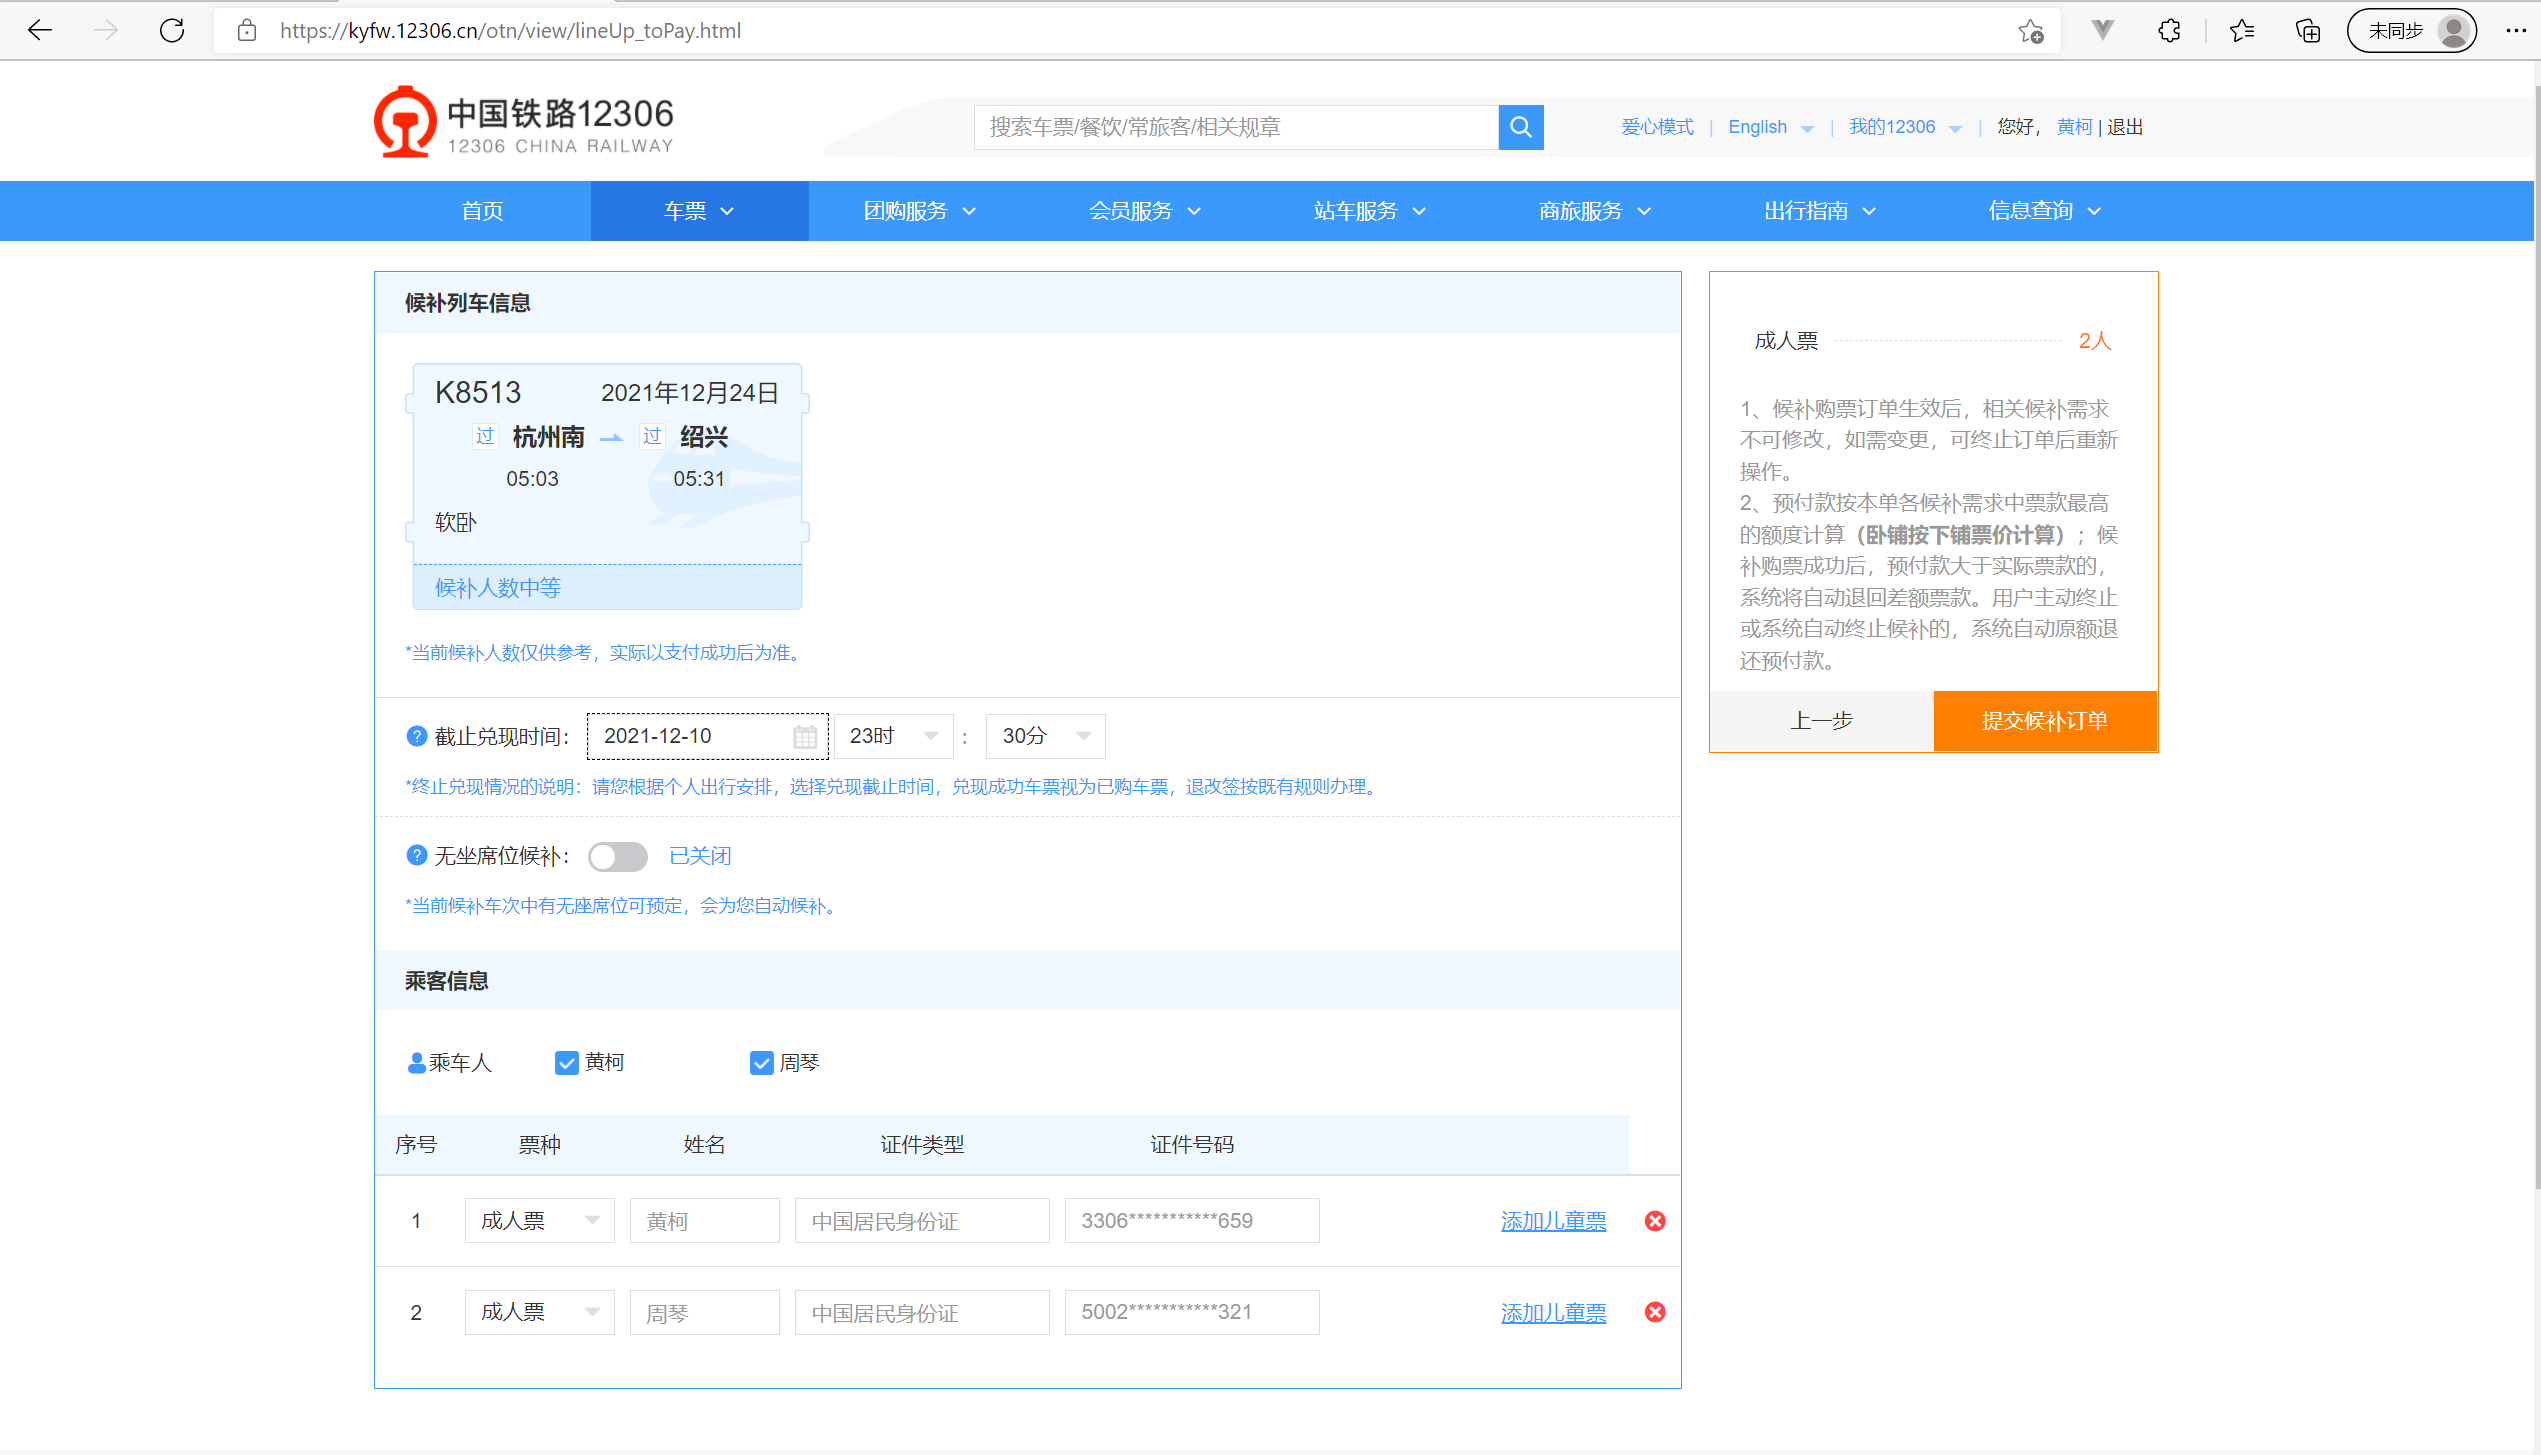 https://kyfw.12306.cn/otn/view/lineUp_toPay.html
未同步
中国铁路12306
12306 CHINA RAILWAY
搜索车票/餐饮/常旅客/相关规章
爱心模式 | English | 我的12306 | 您好， 黄柯 | 退出
首页 车票 团购服务 会员服务 站车服务 商旅服务 出行指南 信息查询
候补列车信息
K8513 2021年12月24日
过 杭州南 过 绍兴
05:03 05:31
软卧
候补人数中等
*当前候补人数仅供参考，实际以支付成功后为准。
? 截止兑现时间： 2021-12-10 23时 : 30分
*终止兑现情况的说明：请您根据个人出行安排，选择兑现截止时间，兑现成功车票视为已购车票，退改签按既有规则办理。
? 无坐席位候补： 已关闭
*当前候补车次中有无座席位可预定，会为您自动候补。
乘客信息
乘车人 黄柯 周琴
序号 票种 姓名 证件类型 证件号码
1 成人票 黄柯 中国居民身份证 3306***********659 添加儿童票
2 成人票 周琴 中国居民身份证 5002***********321 添加儿童票
成人票 2人
1、候补购票订单生效后，相关候补需求
不可修改，如需变更，可终止订单后重新
操作。
2、预付款按本单各候补需求中票款最高
的额度计算（卧铺按下铺票价计算）；候
补购票成功后，预付款大于实际票款的，
系统将自动退回差额票款。用户主动终止
或系统自动终止候补的，系统自动原额退
还预付款。
上一步 提交候补订单